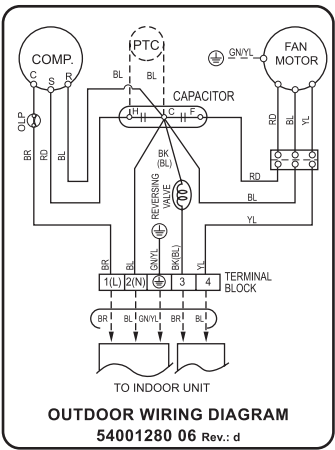 COMP.
PTC
GN/YL
FAN
MOTOR
C
S
R
BL
BL
CAPACITOR
H
C
F
OLP
BR
RD
BL
BK
(BL)
REVERSING
VALVE
RD
BL
YL
RD
BL
YL
BR
BL
GN/YL
BK(BL)
YL
1(L)
2(N)
3
4
TERMINAL
BLOCK
BR
BL
GN/YL
BR
BL
TO INDOOR UNIT
OUTDOOR WIRING DIAGRAM
54001280 06 Rev.: d